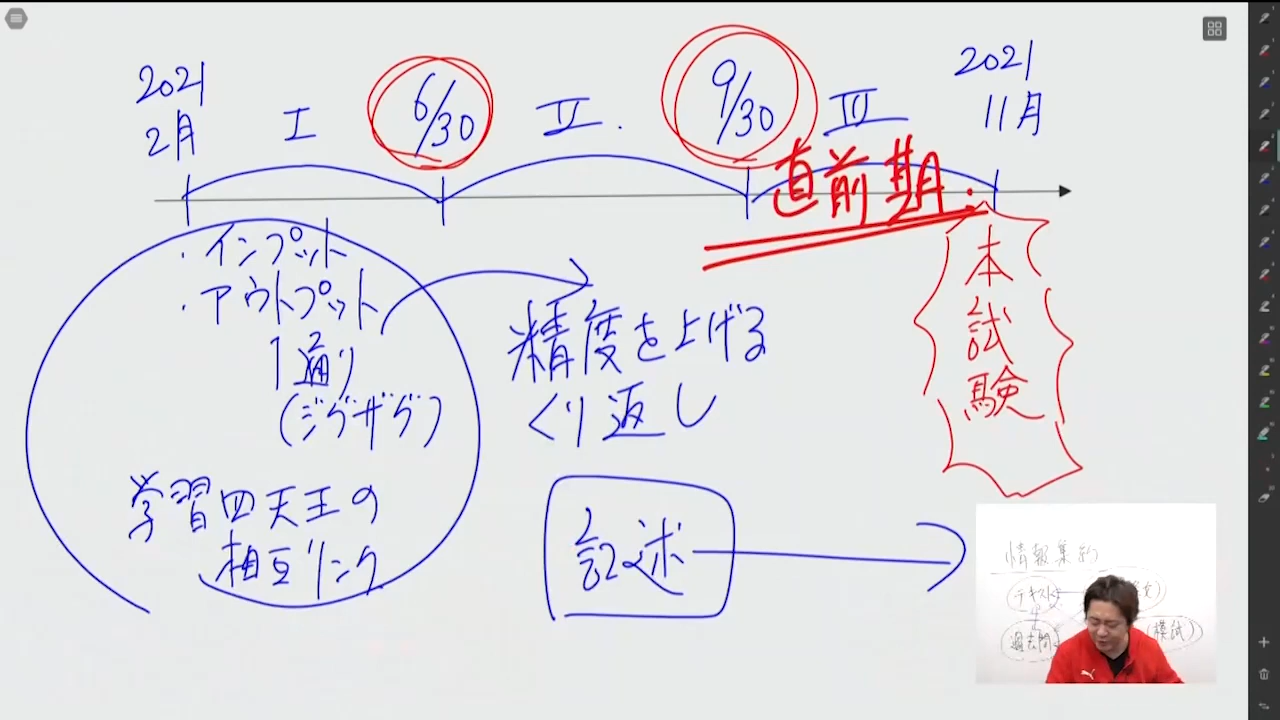 2021
2月
I
6/30
II.
9/30
III
2021
11月
直前期.
・インプット
・アウトプット
1通り
(ジグザグ)
学習四天王の
相互リンク
精度を上げる
くり返し
記述
本試験
情報集約
テキスト
過去問
模試)